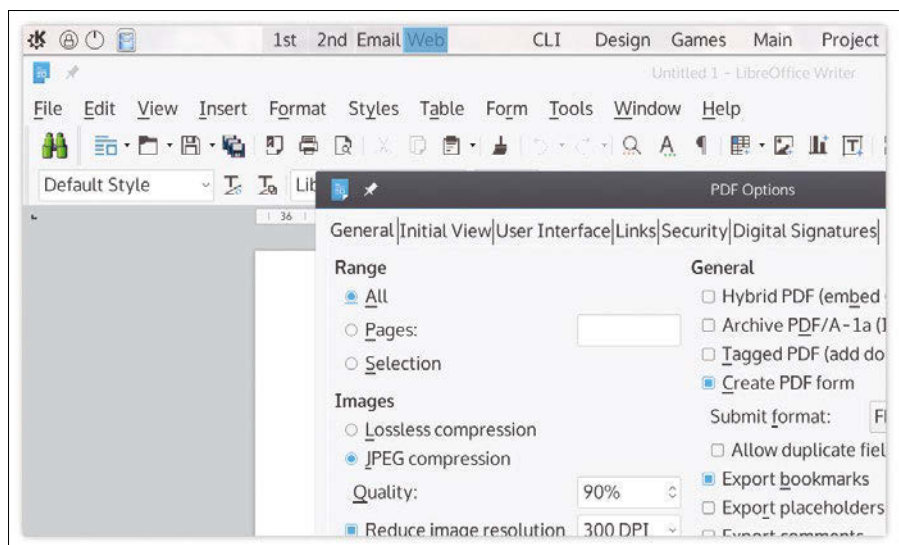 1st 2nd Email Web CLI Design Games Main Project
Untitled 1 - LibreOffice Writer
File Edit View Insert Format Styles Table Form Tools Window Help
Default Style Lib
PDF Options
36
General Initial View User Interface Links Security Digital Signatures
Range
All
Pages:
Selection
Images
Lossless compression
JPEG compression
Quality: 90%
Reduce image resolution 300 DPI
General
Hybrid PDF (embed
Archive PDF/A-1a (I
Tagged PDF (add do
Create PDF form
Submit format:
Allow duplicate fiel
Export bookmarks
Export placeholders
Export comments